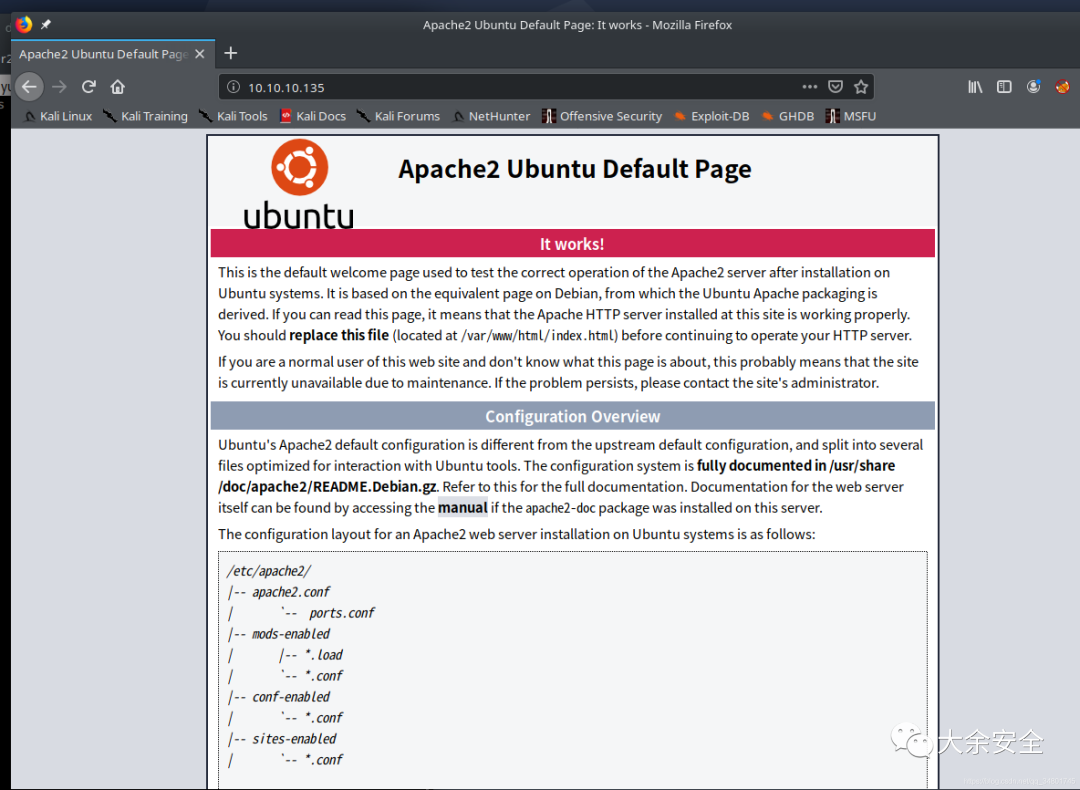 Apache2 Ubuntu Default Page: It works - Mozilla Firefox
Apache2 Ubuntu Default Page
10.10.10.135
Kali Linux Kali Training Kali Tools Kali Docs Kali Forums NetHunter Offensive Security Exploit-DB GHDB MSFU
ubuntu
Apache2 Ubuntu Default Page
It works!
This is the default welcome page used to test the correct operation of the Apache2 server after installation on
Ubuntu systems. It is based on the equivalent page on Debian, from which the Ubuntu Apache packaging is
derived. If you can read this page, it means that the Apache HTTP server installed at this site is working properly.
You should replace this file (located at /var/www/html/index.html) before continuing to operate your HTTP server.
If you are a normal user of this web site and don't know what this page is about, this probably means that the site
is currently unavailable due to maintenance. If the problem persists, please contact the site's administrator.
Configuration Overview
Ubuntu's Apache2 default configuration is different from the upstream default configuration, and split into several
files optimized for interaction with Ubuntu tools. The configuration system is fully documented in /usr/share
/doc/apache2/README.Debian.gz. Refer to this for the full documentation. Documentation for the web server
itself can be found by accessing the manual if the apache2-doc package was installed on this server.
The configuration layout for an Apache2 web server installation on Ubuntu systems is as follows:
/etc/apache2/
|-- apache2.conf
|       `--  ports.conf
|-- mods-enabled
|       |-- *.load
|       `-- *.conf
|-- conf-enabled
|       `-- *.conf
|-- sites-enabled
|       `-- *.conf
大余安全